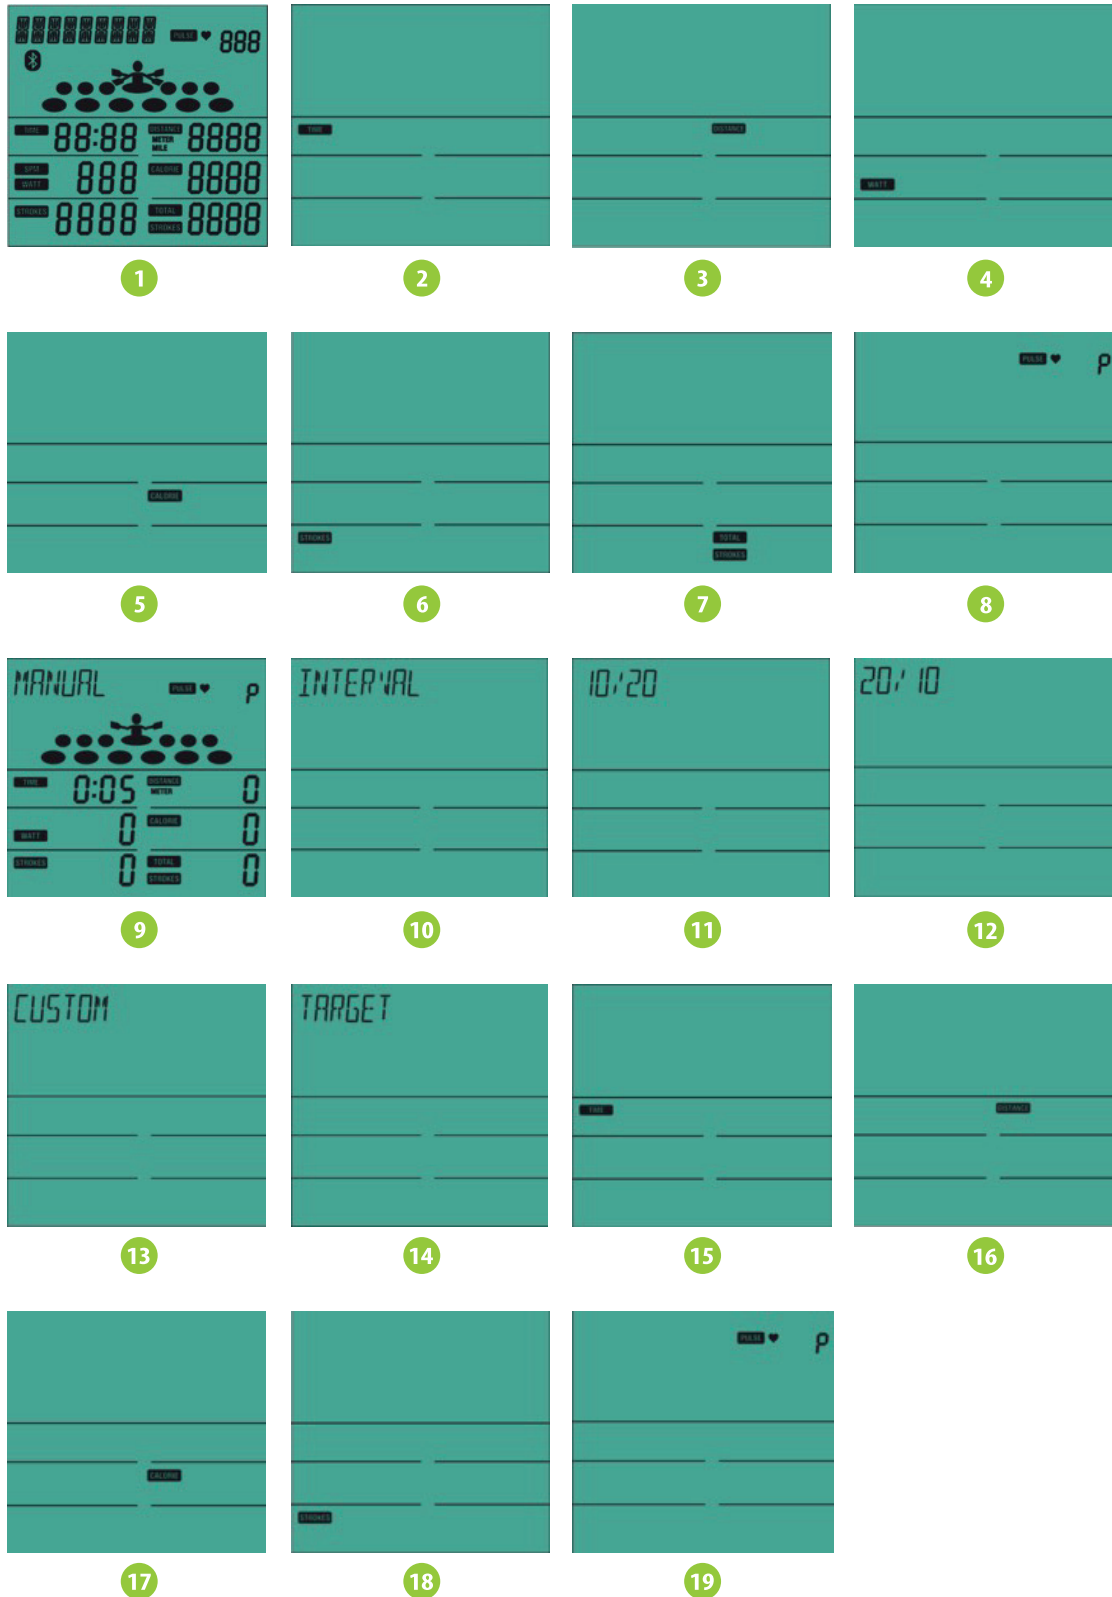 PULSE 888
TIME 88:88 DISTANCE METER MILE 8888
SPM WATT 888 CALORIE 8888
STROKES 8888 TOTAL STROKES 8888
1
TIME
2
DISTANCE
3
WATT
4
CALORIE
5
STROKES
6
TOTAL
STROKES
7
PULSE P
8
MANUAL PULSE P
TIME 0:05 DISTANCE METER 0
WATT 0 CALORIE 0
STROKES 0 TOTAL STROKES 0
9
INTERVAL
10
10/20
11
20/10
12
CUSTOM
13
TARGET
14
TIME
15
DISTANCE
16
CALORIE
17
STROKES
18
PULSE P
19